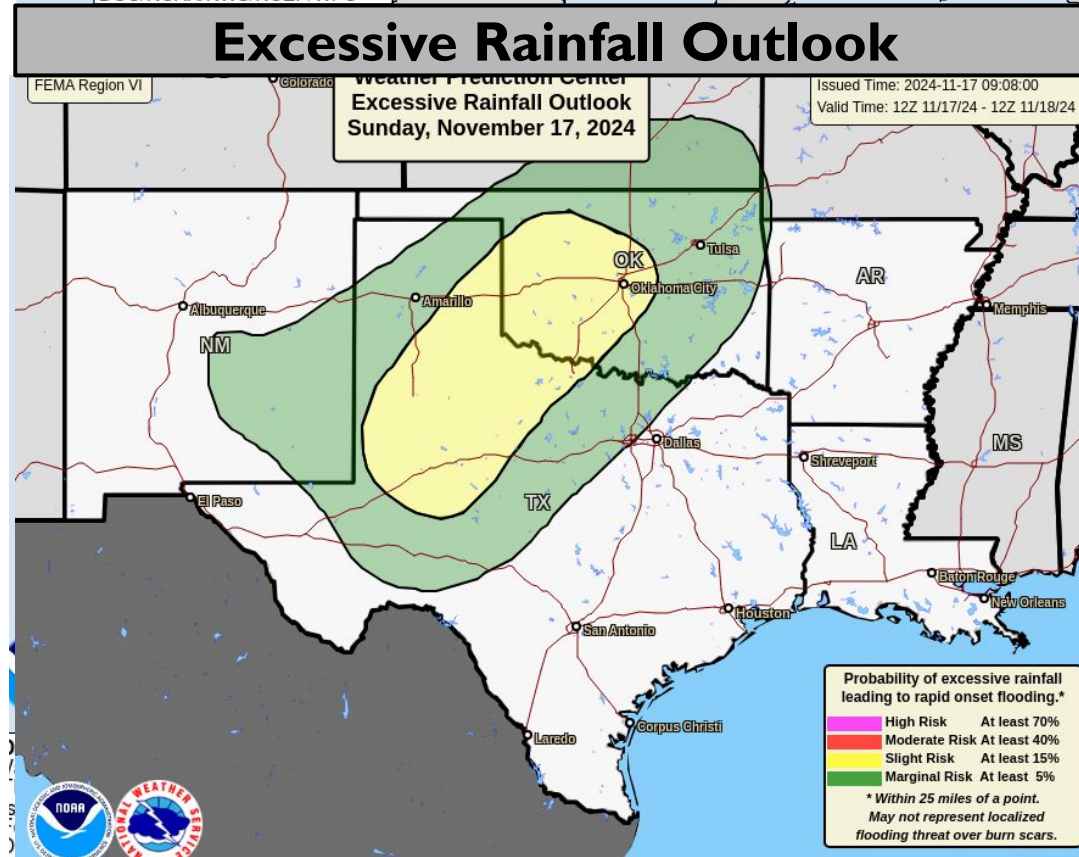 Excessive Rainfall Outlook
FEMA Region VI
Colorado
Weather Prediction Center
Excessive Rainfall Outlook
Sunday, November 17, 2024
Issued Time: 2024-11-17 09:08:00
Valid Time: 12Z 11/17/24 - 12Z 11/18/24
Tulsa
OK
Oklahoma City
AR
Amarillo
Albuquerque
Memphis
NM
Dallas
MS
Shreveport
El Paso
TX
LA
Baton Rouge
New Orleans
Houston
San Antonio
Corpus Christi
Laredo
Probability of excessive rainfall
leading to rapid onset flooding.*
High Risk At least 70%
Moderate Risk At least 40%
Slight Risk At least 15%
Marginal Risk At least 5%
* Within 25 miles of a point.
May not represent localized
flooding threat over burn scars.
NOAA
NATIONAL WEATHER SERVICE